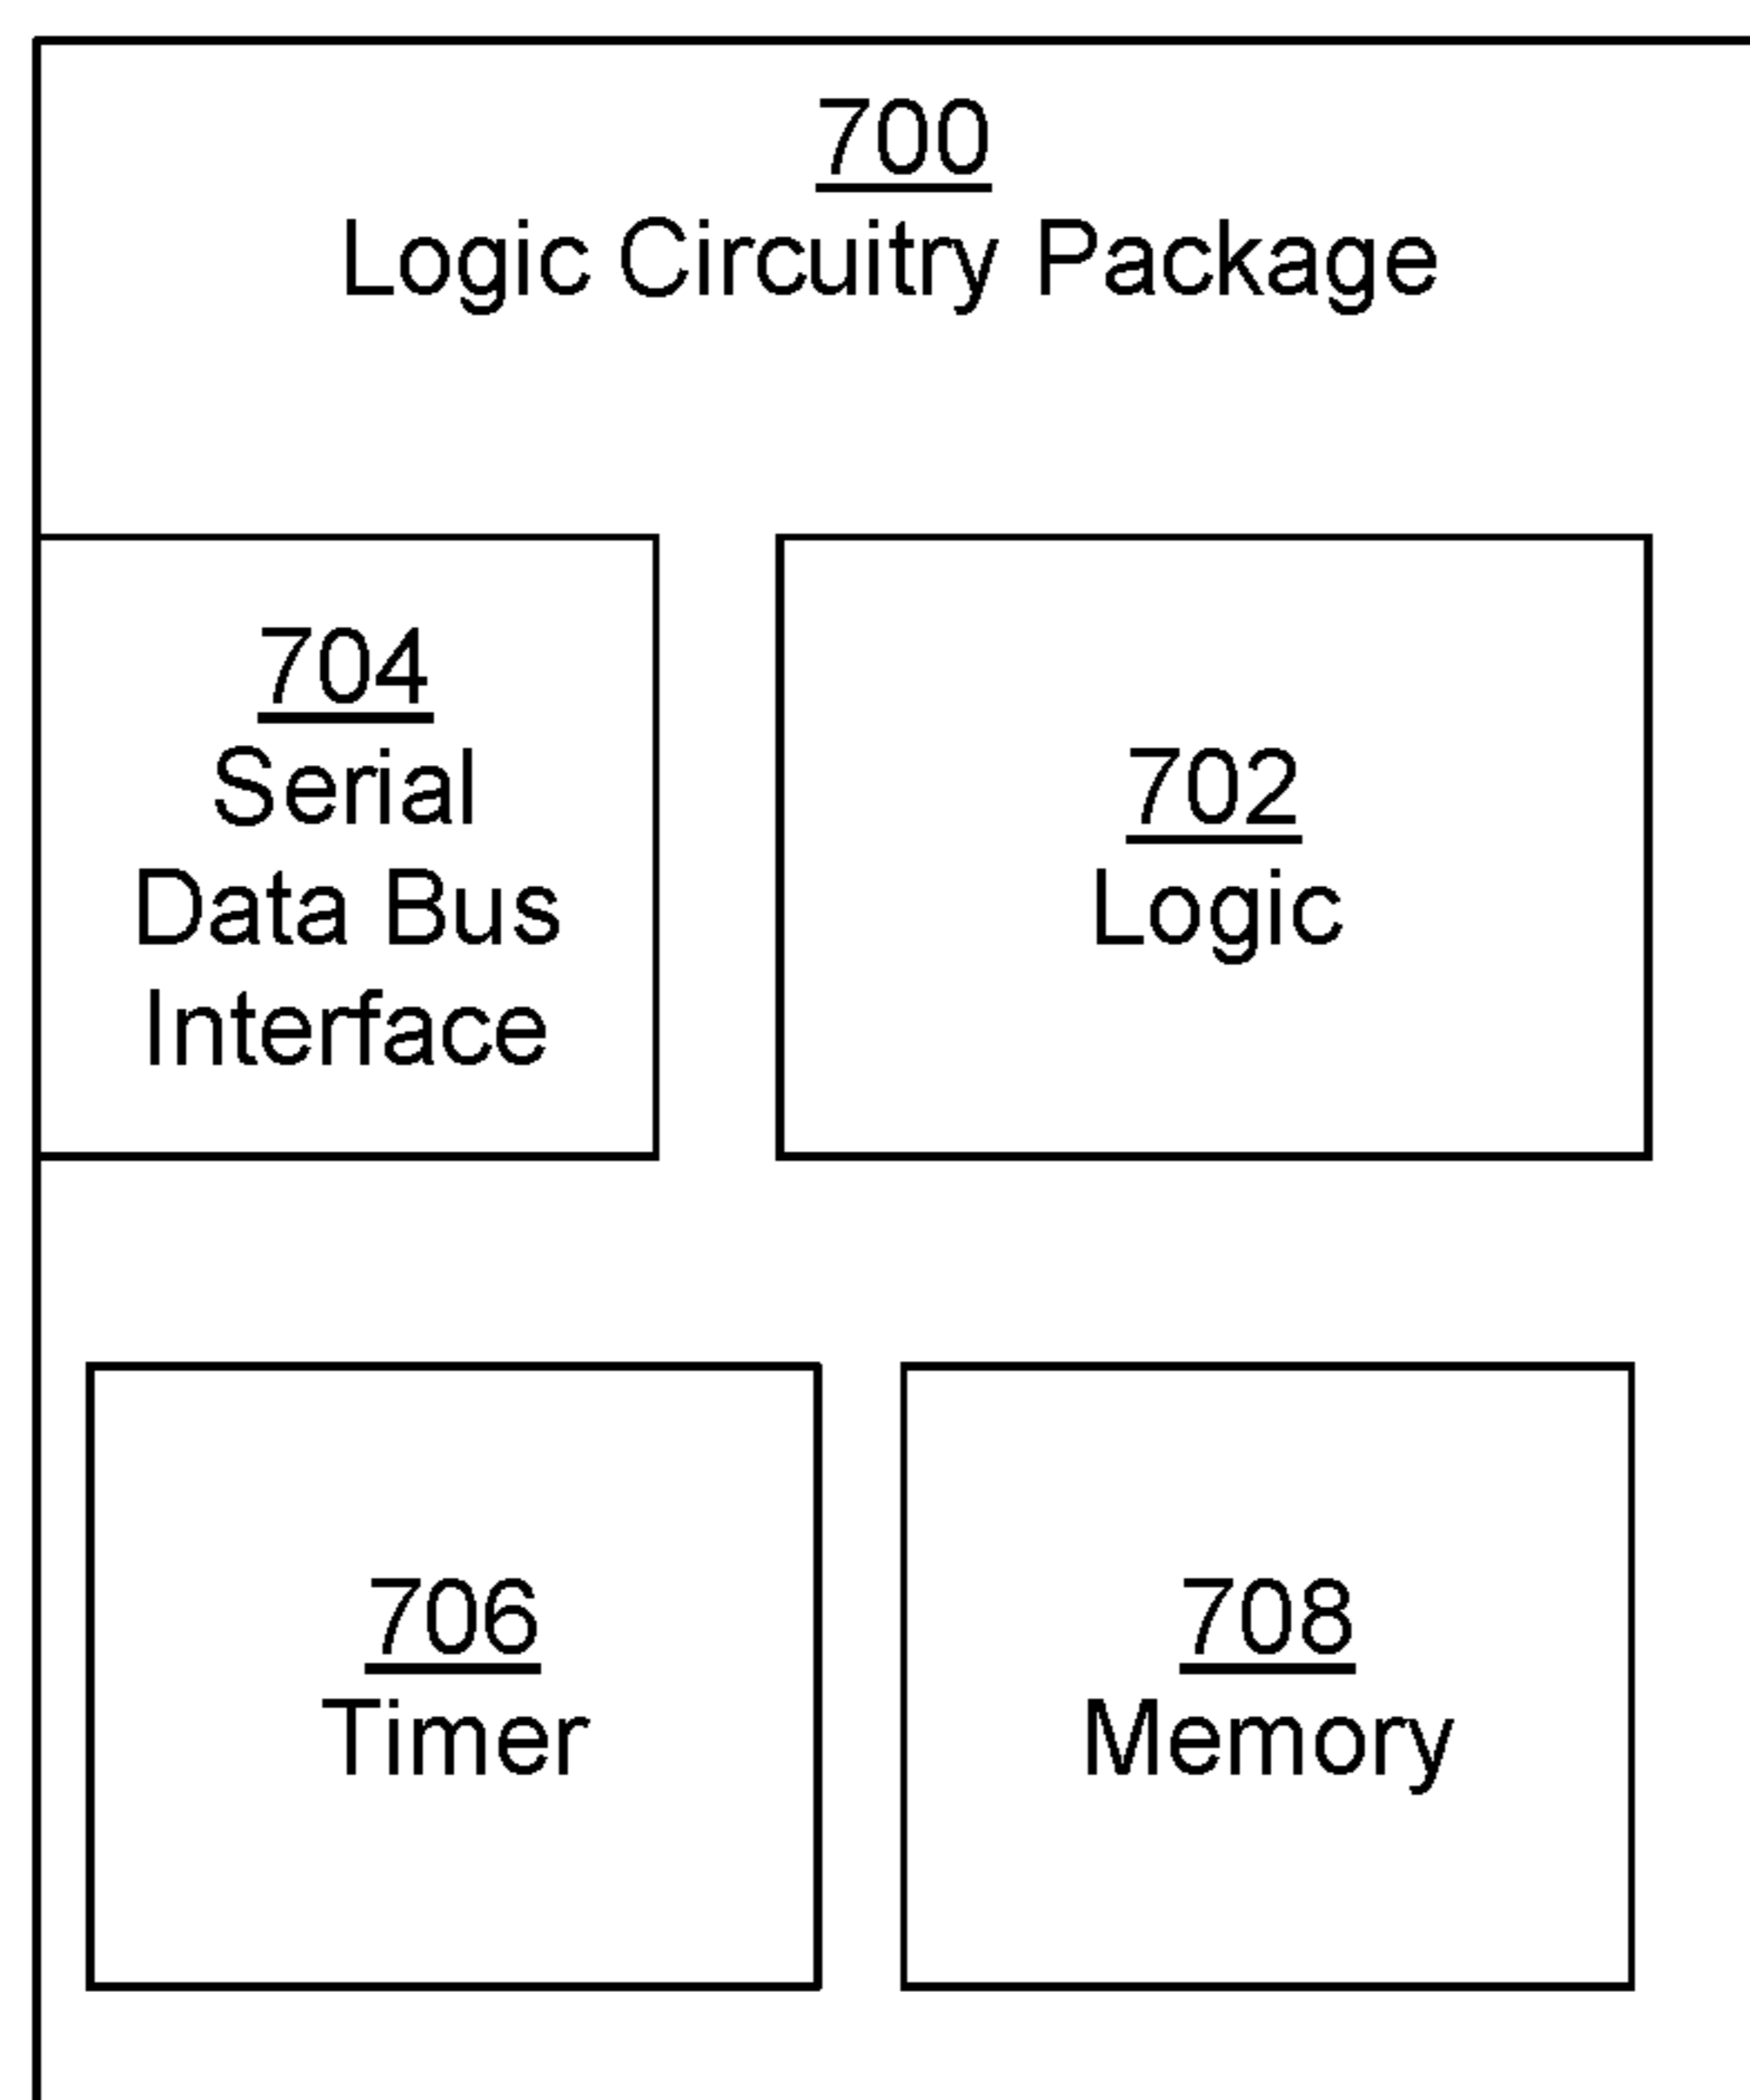 700
Logic Circuitry Package
704
Serial
Data Bus
Interface
702
Logic
706
Timer
708
Memory